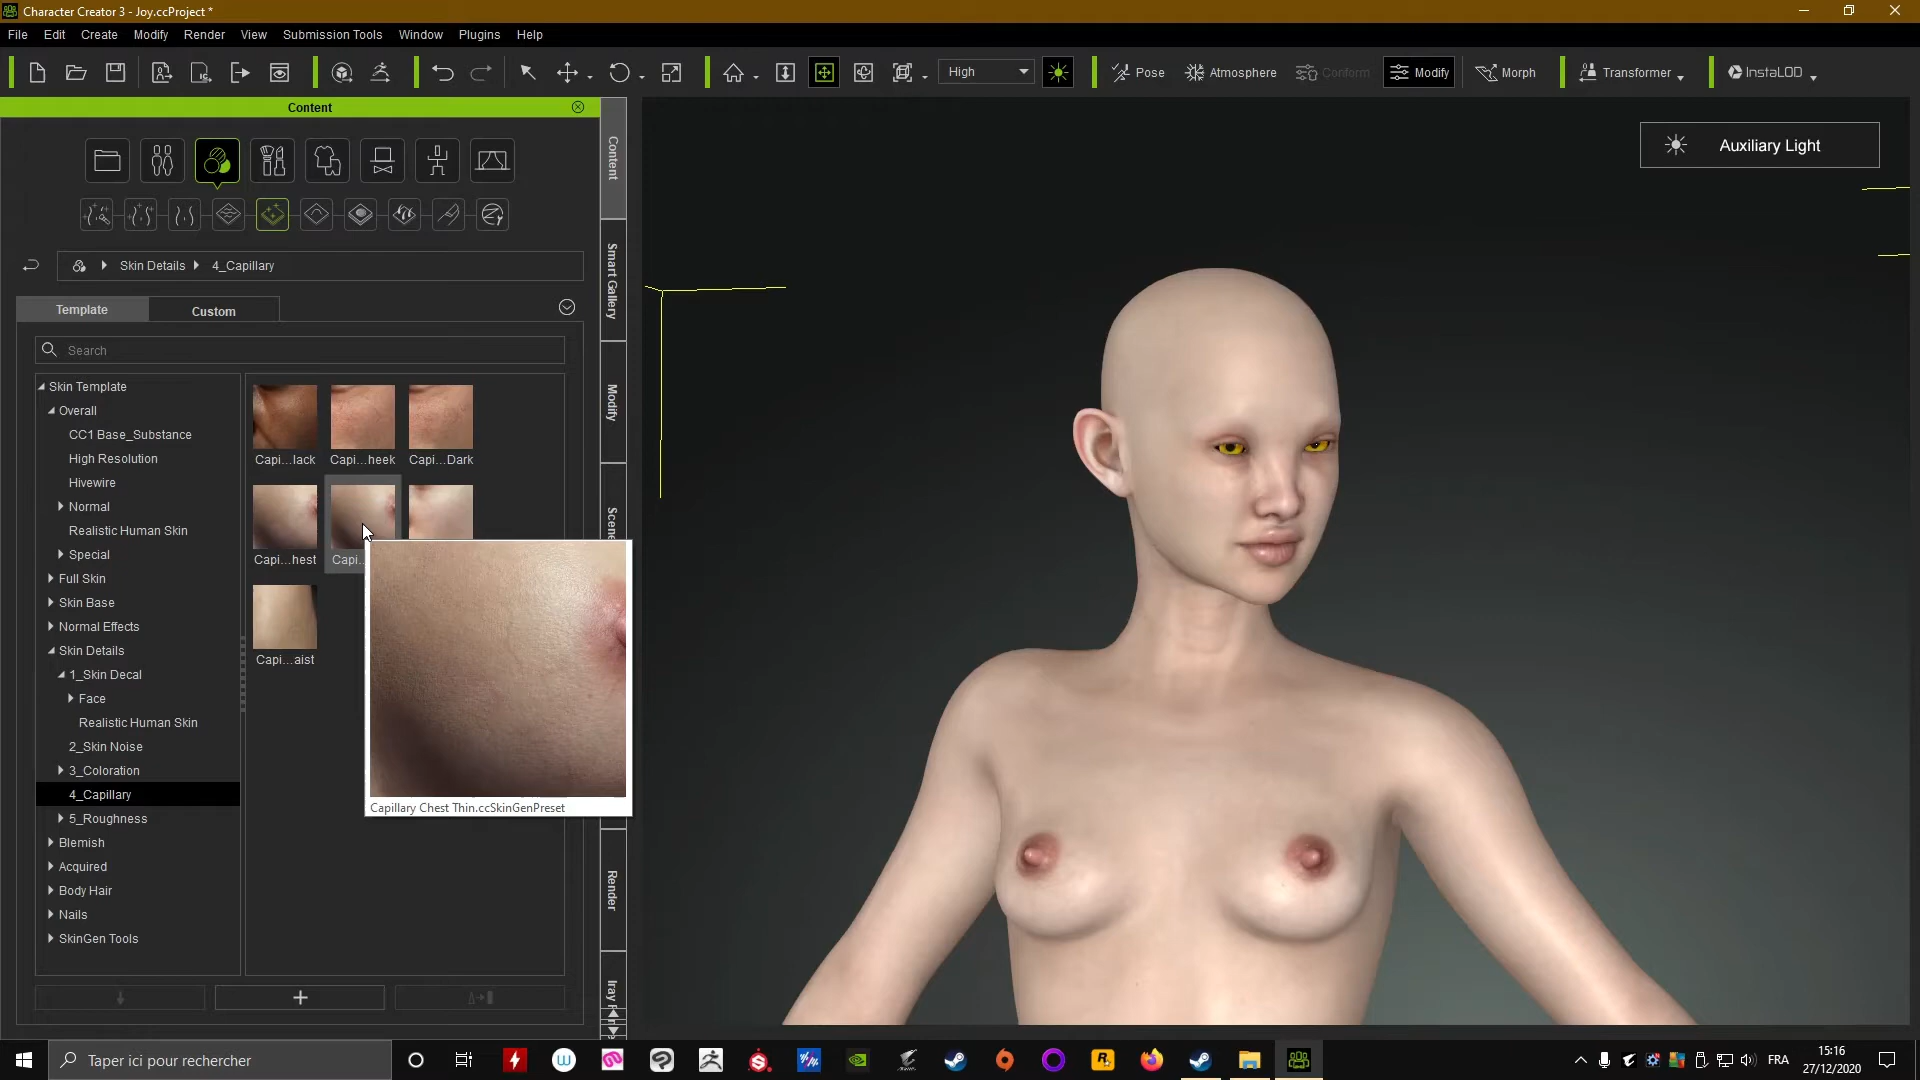 Character Creator 3 - Joy.ccProject *
File Edit Create Modify Render View Submission Tools Window Plugins Help
High Pose Atmosphere Conform Modify Morph Transformer InstaLOD
Content
Auxiliary Light
Skin Details 4_Capillary
Template Custom
Search
Skin Template
Overall
CC1 Base_Substance
High Resolution
Hivewire
Normal
Realistic Human Skin
Special
Full Skin
Skin Base
Normal Effects
Skin Details
1_Skin Decal
Face
Realistic Human Skin
2_Skin Noise
3_Coloration
4_Capillary
5_Roughness
Blemish
Acquired
Body Hair
Nails
SkinGen Tools
Capi...lack Capi...heek Capi...Dark
Capi...hest Capi..
Capi...aist
Capillary Chest Thin.ccSkinGenPreset
Content
Smart Gallery
Modify
Scene
Render
Iray
Taper ici pour rechercher
FRA
15:16
27/12/2020